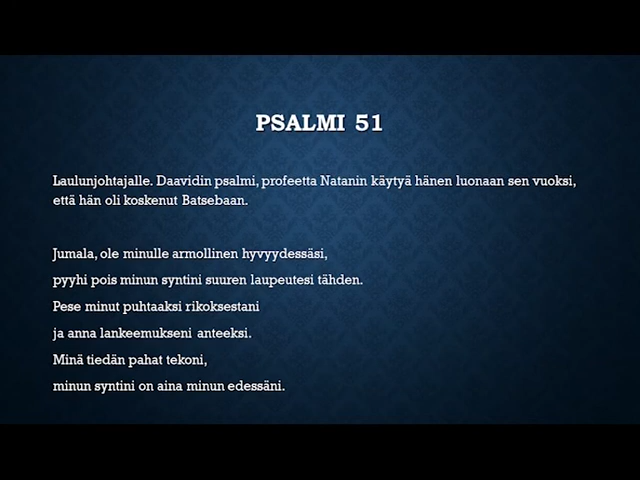 PSALMI 51
Laulunjohtajalle. Daavidin psalmi, profeetta Natanin käytyä hänen luonaan sen vuoksi,
että hän oli koskenut Batsebaan.
Jumala, ole minulle armollinen hyvyydessäsi,
pyyhi pois minun syntini suuren laupeutesi tähden.
Pese minut puhtaaksi rikoksestani
ja anna lankeemukseni anteeksi.
Minä tiedän pahat tekoni,
minun syntini on aina minun edessäni.